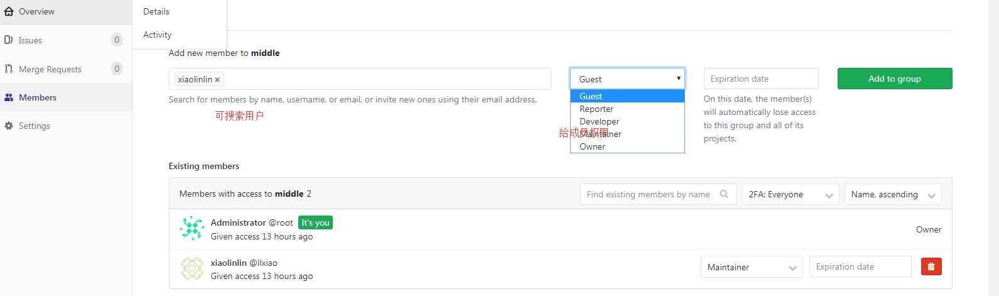 Overview
Issues 0
Merge Requests 0
Members
Settings
Details
Activity
Add new member to middle
xiaolinlin
Guest
Expiration date
Add to group
Search for members by name, username, or email, or invite new ones using their email address.
可搜索用户
Guest
Reporter
Developer
Maintainer
Owner
给成员权限
On this date, the member(s)
will automatically lose access
to this group and all of its
projects.
Existing members
Members with access to middle 2
Find existing members by name
2FA: Everyone
Name, ascending
Administrator @root It's you
Given access 13 hours ago
Owner
xiaolinlin @llxiao
Given access 13 hours ago
Maintainer
Expiration date